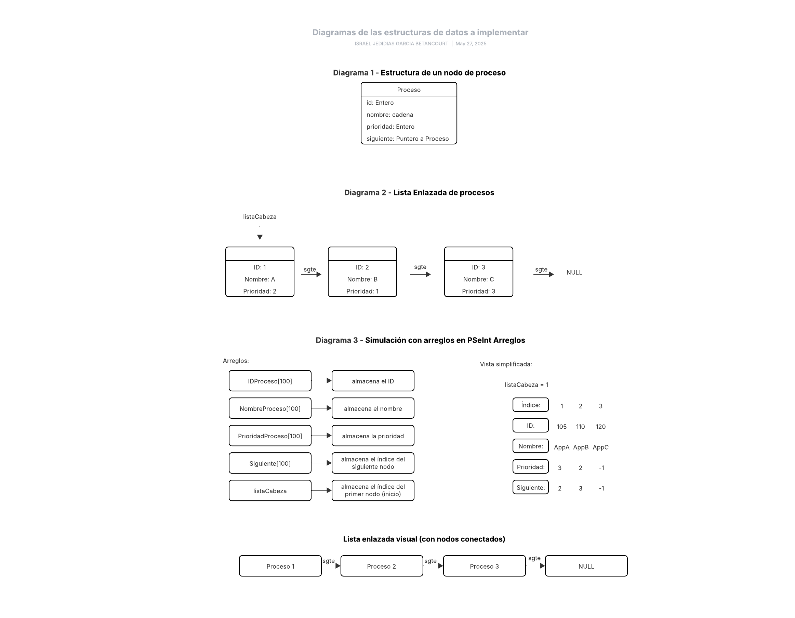 Diagramas de las estructuras de datos a implementar
Nov 27, 2025
Diagrama 1 - Estructura de un nodo de proceso
Proceso
id: Entero
nombre: cadena
prioridad: Entero
siguiente: Puntero a Proceso
Diagrama 2 - Lista Enlazada de procesos
listaCabeza
ID: 1
Nombre: A
Prioridad: 2
sgte
ID: 2
Nombre: B
Prioridad: 1
sgte
ID: 3
Nombre: C
Prioridad: 3
sgte
NULL
Diagrama 3 - Simulación con arreglos en PSeInt Arreglos
Arreglos:
IDProceso[100]
almacena el ID
NombreProceso[100]
almacena el nombre
PrioridadProceso[100]
almacena la prioridad
Siguiente[100]
almacena el índice del
siguiente nodo
listaCabeza
almacena el índice del
primer nodo (inicio)
Vista simplificada:
listaCabeza = 1
Índice: 1 2 3
ID: 105 110 120
Nombre: AppA AppB AppC
Prioridad: 3 2 -1
Siguiente: 2 3 -1
Lista enlazada visual (con nodos conectados)
Proceso 1
sgte
Proceso 2
sgte
Proceso 3
sgte
NULL